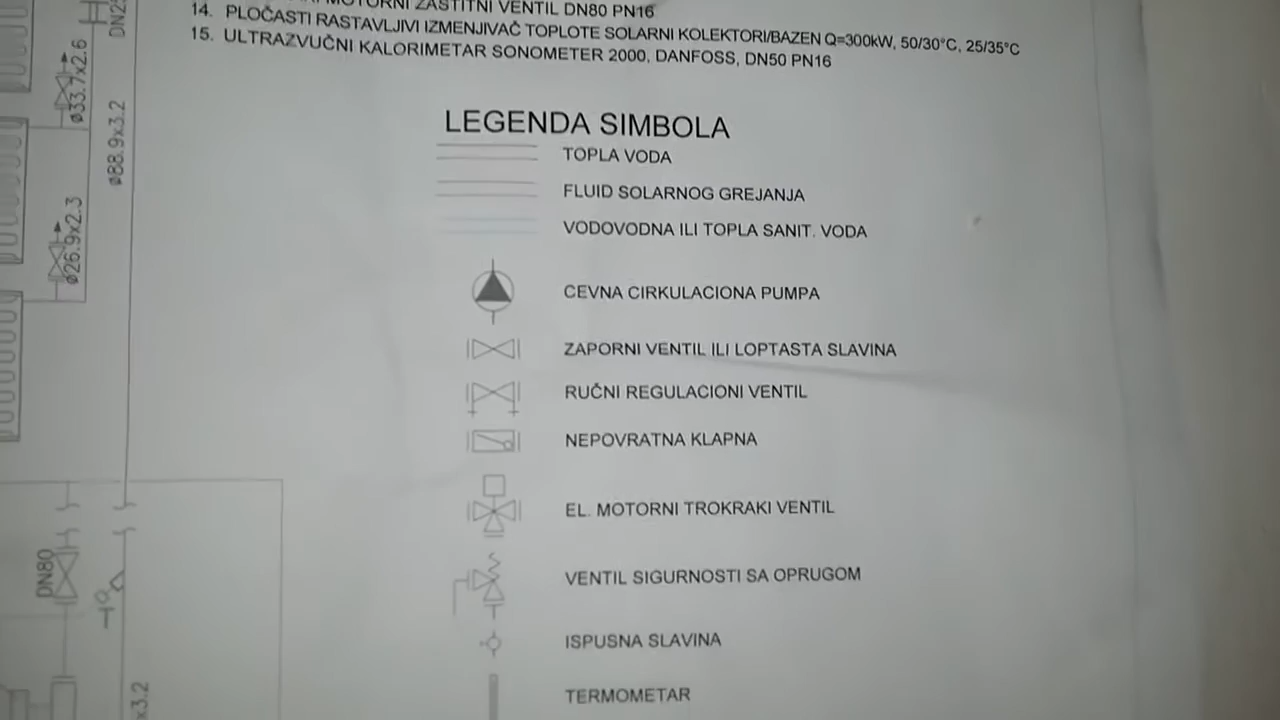 ZAŠTITNI VENTIL DN80 PN16
14. PLOČASTI RASTAVLJIVI IZMENJIVAČ TOPLOTE SOLARNI KOLEKTORI/BAZEN Q=300kW, 50/30°C, 25/35°C
15. ULTRAZVUČNI KALORIMETAR SONOMETER 2000, DANFOSS, DN50 PN16
LEGENDA SIMBOLA
TOPLA VODA
FLUID SOLARNOG GREJANJA
VODOVODNA ILI TOPLA SANIT. VODA
CEVNA CIRKULACIONA PUMPA
ZAPORNI VENTIL ILI LOPTASTA SLAVINA
RUČNI REGULACIONI VENTIL
NEPOVRATNA KLAPNA
EL. MOTORNI TROKRAKI VENTIL
VENTIL SIGURNOSTI SA OPRUGOM
ISPUSNA SLAVINA
TERMOMETAR
DN25
ø33.7x2.6
ø88.9x3.2
ø26.9x2.3
DN80
x3.2